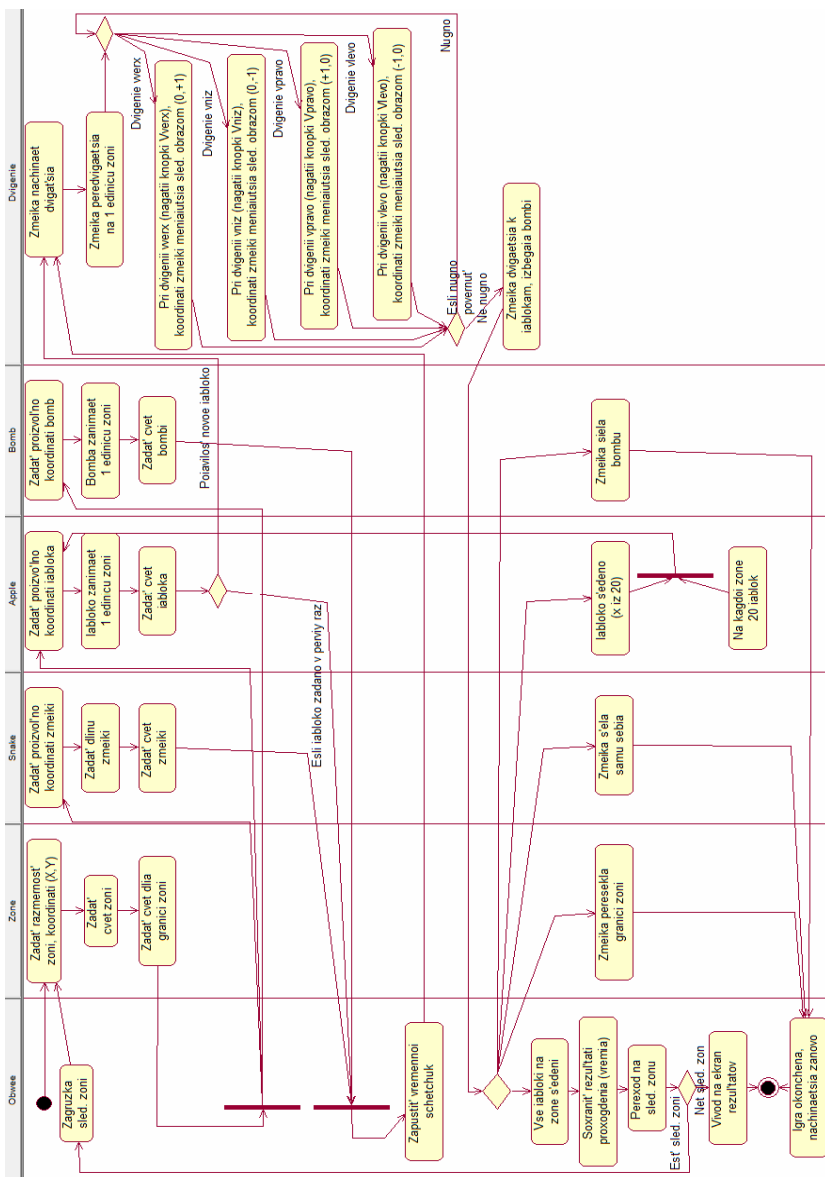 Obwee
Zone
Snake
Apple
Bomb
Dvigenie
Zagruzka
sled. zoni
Zadat' razmernost'
zoni, koordinati (X,Y)
Zadat'
cvet zoni
Zadat' cvet dlia
granici zoni
Zadat' proizvol'no
koordinati zmeiki
Zadat' dlinu
zmeiki
Zadat' cvet
zmeiki
Zadat' proizvol'no
koordinati iabloka
Iabloko zanimaet
1 edinicu zoni
Zadat' cvet
iabloka
Zadat' proizvol'no
koordinati bomb
Bomba zanimaet
1 edinicu zoni
Zadat' cvet
bombi
Poiavilos' novoe iabloko
Esli iabloko zadano v perviy raz
Zapustit' vremennoi
schetchuk
Zmeika nachinaet
dvigat'sia
Zmeika peredvigaetsia
na 1 edinicu zoni
Dvigenie werx
Pri dvigenii werx (nagatii knopki Vverx),
koordinati zmeiki meniaiutsia sled. obrazom (0,+1)
Dvigenie vniz
Pri dvigenii vniz (nagatii knopki Vniz),
koordinati zmeiki meniaiutsia sled. obrazom (0,-1)
Dvigenie vpravo
Pri dvigenii vpravo (nagatii knopki Vpravo),
koordinati zmeiki meniaiutsia sled. obrazom (+1,0)
Dvigenie vlevo
Pri dvigenii vlevo (nagatii knopki Vlevo),
koordinati zmeiki meniaiutsia sled. obrazom (-1,0)
Nugno
Esli nugno
povernut'
Ne nugno
Zmeika dvigaetsia k
iablokam, izbegaia bombi
Vse iabloki na
zone s'edeni
Soxranit' rezul'tati
proxogdenia (vremia)
Perexod na
sled. zonu
Est' sled. zoni
Net sled. zon
Vivod na ekran
rezul'tatov
Igra okonchena,
nachinaetsia zanovo
Zmeika peresekla
granici zoni
Zmeika s'ela
samu sebia
Iabloko s'edeno
(x iz 20)
Na kagdoi zone
20 iablok
Zmeika siela
bombu